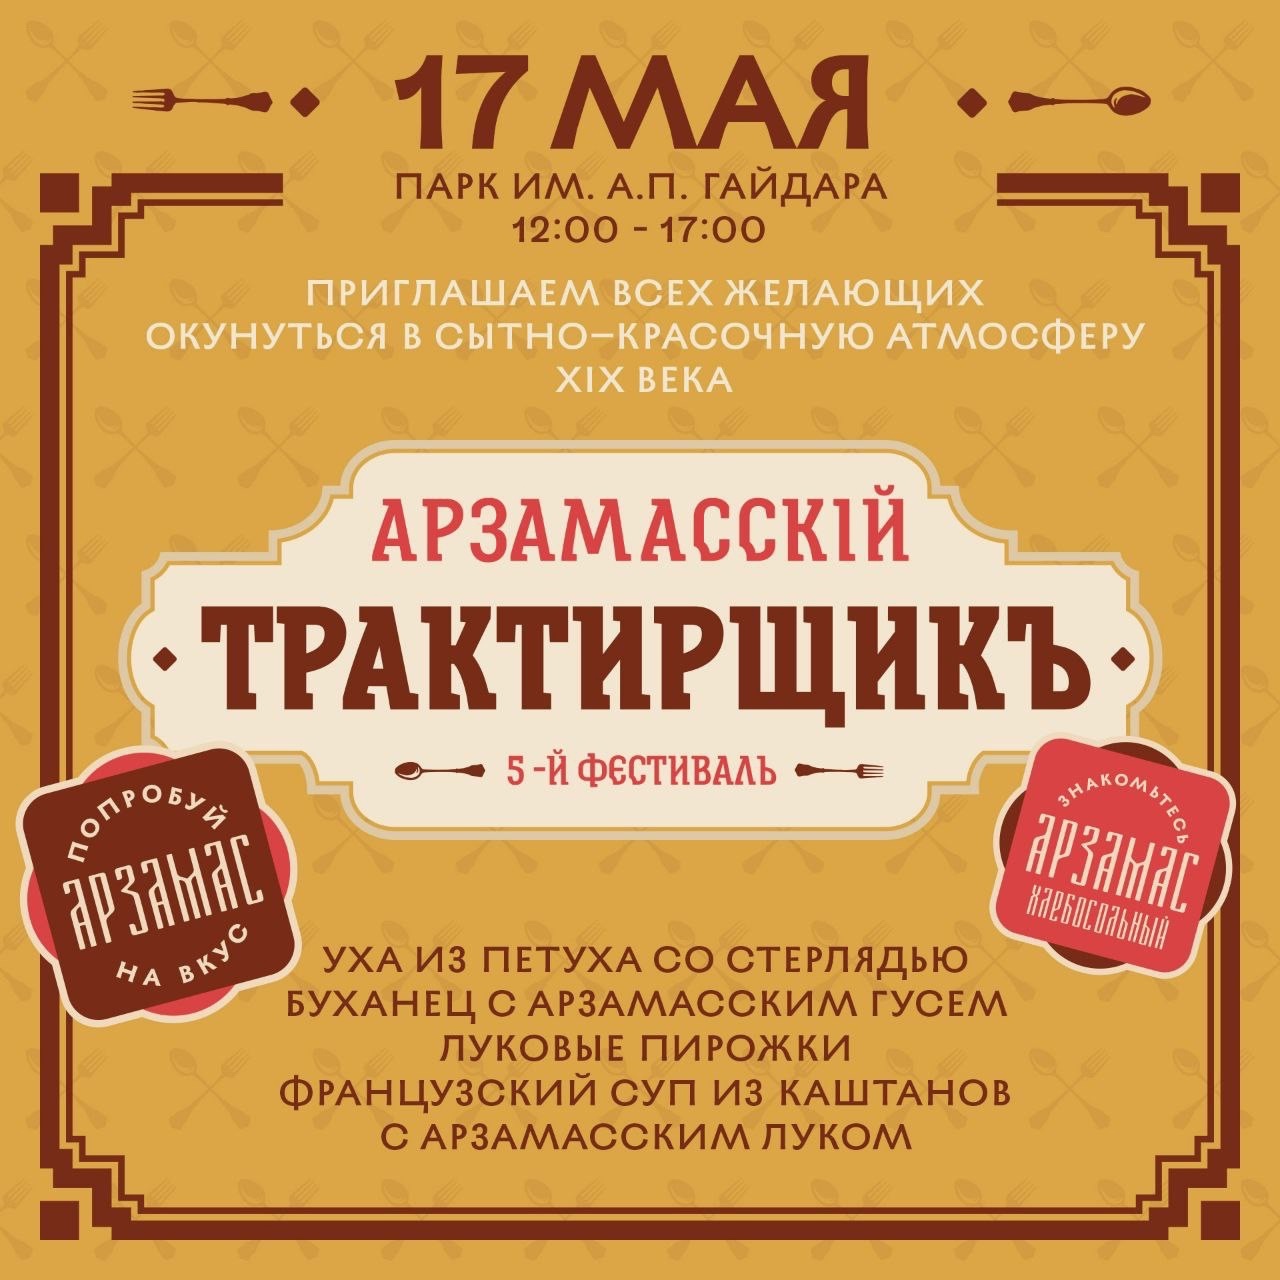 17 МАЯ
ПАРК ИМ. А.П. ГАЙДАРА
12:00 - 17:00
ПРИГЛАШАЕМ ВСЕХ ЖЕЛАЮЩИХ
ОКУНУТЬСЯ В СЫТНО–КРАСОЧНУЮ АТМОСФЕРУ
XIX ВЕКА
АРЗАМАССКIЙ
ТРАКТИРЩИКЪ
5 -Й ФЕСТИВАЛЬ
ПОПРОБУЙ
АРЗАМАС
НА ВКУС
ЗНАКОМЬТЕСЬ
АРЗАМАС
ХЛЕБОСОЛЬНЫЙ
УХА ИЗ ПЕТУХА СО СТЕРЛЯДЬЮ
БУХАНЕЦ С АРЗАМАССКИМ ГУСЕМ
ЛУКОВЫЕ ПИРОЖКИ
ФРАНЦУЗСКИЙ СУП ИЗ КАШТАНОВ
С АРЗАМАССКИМ ЛУКОМ